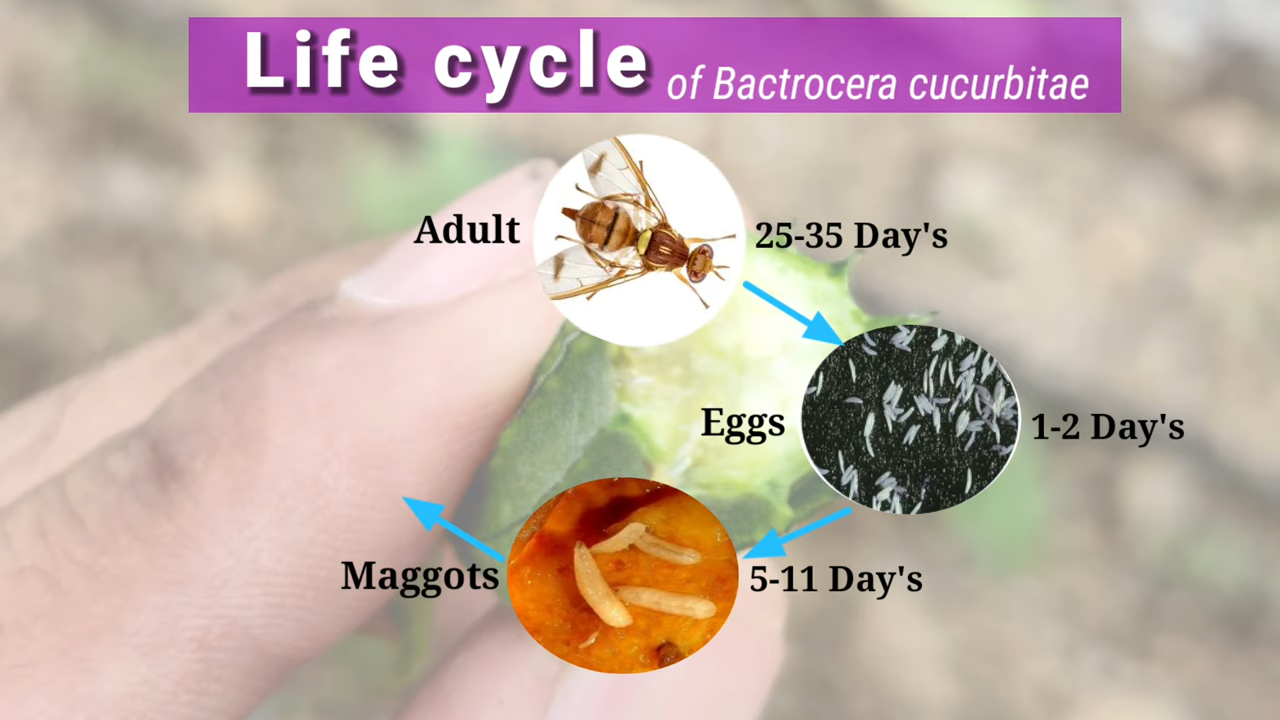 Life cycle of Bactrocera cucurbitae
Adult
25-35 Day's
Eggs
1-2 Day's
Maggots
5-11 Day's